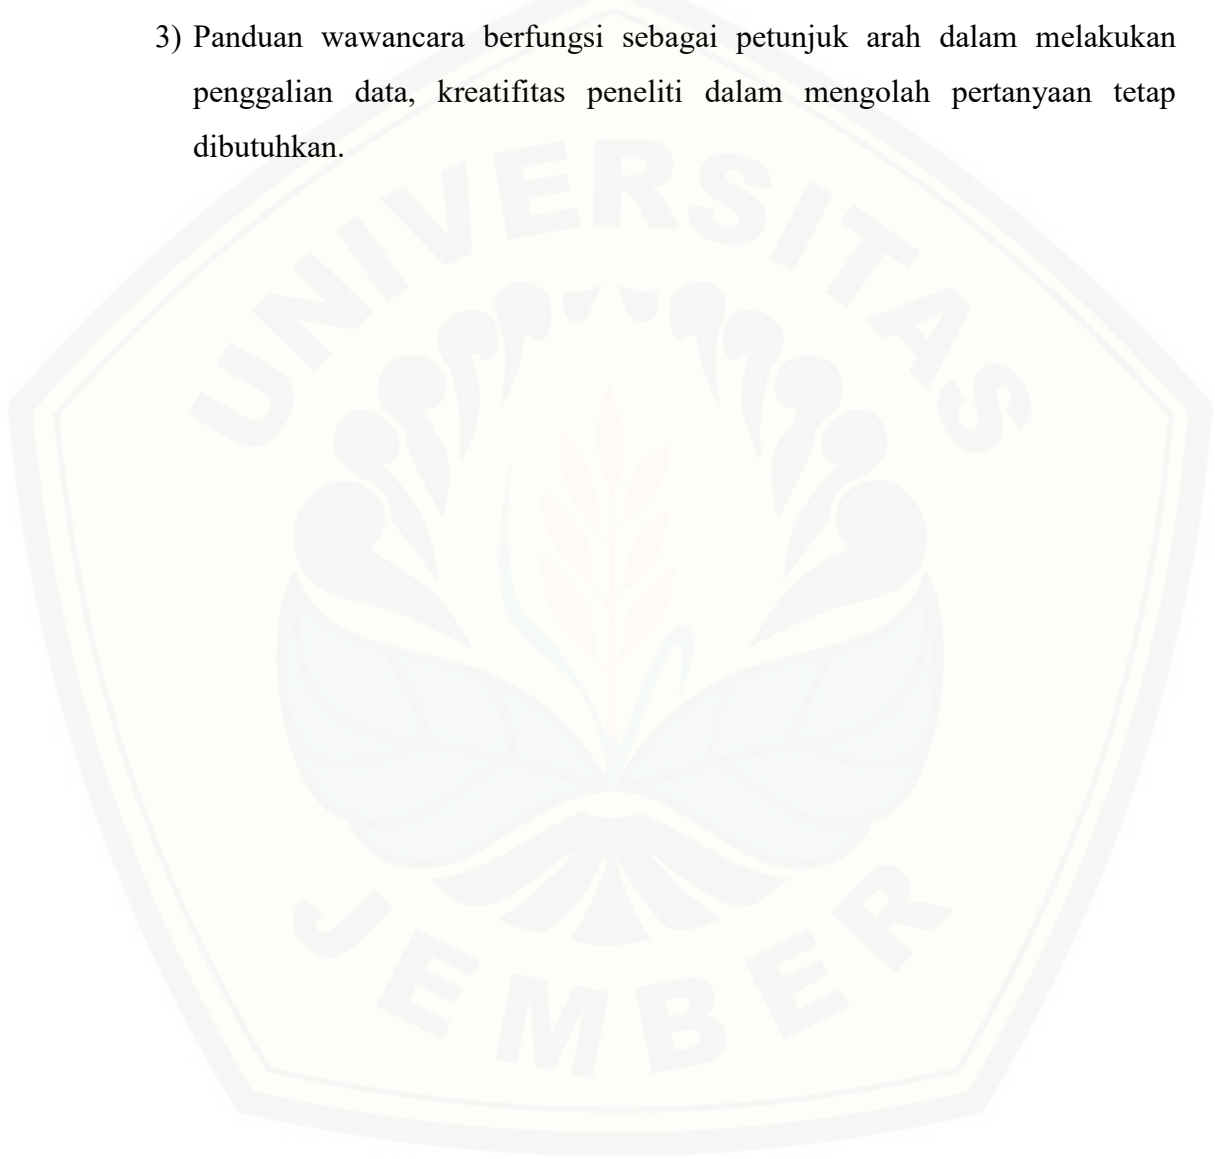 3) Panduan wawancara berfungsi sebagai petunjuk arah dalam melakukan
penggalian data, kreatifitas peneliti dalam mengolah pertanyaan tetap
dibutuhkan.
UNIVERSITAS
JEMBER